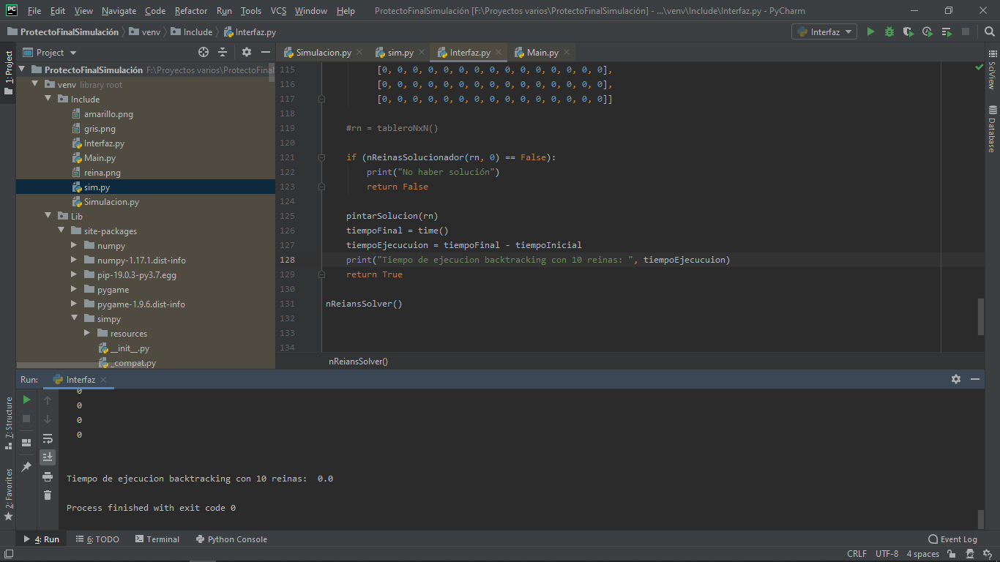 PC File Edit View Navigate Code Refactor Run Tools VCS Window Help ProtectoFinalSimulación [F:\Proyectos varios\ProtectoFinalSimulación] - ...\venv\Include\Interfaz.py - PyCharm
ProtectoFinalSimulación venv Include Interfaz.py Interfaz
Project Simulacion.py sim.py Interfaz.py Main.py
1: Project
SciView
Database
ProtectoFinalSimulación F:\Proyectos varios\ProtectoFinal
venv library root
Include
amarillo.png
gris.png
Interfaz.py
Main.py
reina.png
sim.py
Simulacion.py
Lib
site-packages
numpy
numpy-1.17.1.dist-info
pip-19.0.3-py3.7.egg
pygame
pygame-1.9.6.dist-info
simpy
resources
__init__.py
_compat.py
115 [0, 0, 0, 0, 0, 0, 0, 0, 0, 0, 0, 0, 0, 0, 0],
116 [0, 0, 0, 0, 0, 0, 0, 0, 0, 0, 0, 0, 0, 0, 0],
117 [0, 0, 0, 0, 0, 0, 0, 0, 0, 0, 0, 0, 0, 0, 0]]
118
119 #rn = tableroNxN()
120
121 if (nReinasSolucionador(rn, 0) == False):
122 print("No haber solución")
123 return False
124
125 pintarSolucion(rn)
126 tiempoFinal = time()
127 tiempoEjecucuion = tiempoFinal - tiempoInicial
128 print("Tiempo de ejecucion backtracking con 10 reinas: ", tiempoEjecucuion)
129 return True
130
131 nReiansSolver()
132
133
134
nReiansSolver()
Run: Interfaz
0
0
0
0
Tiempo de ejecucion backtracking con 10 reinas:  0.0
Process finished with exit code 0
7: Structure
2: Favorites
4: Run 6: TODO Terminal Python Console Event Log
CRLF UTF-8 4 spaces